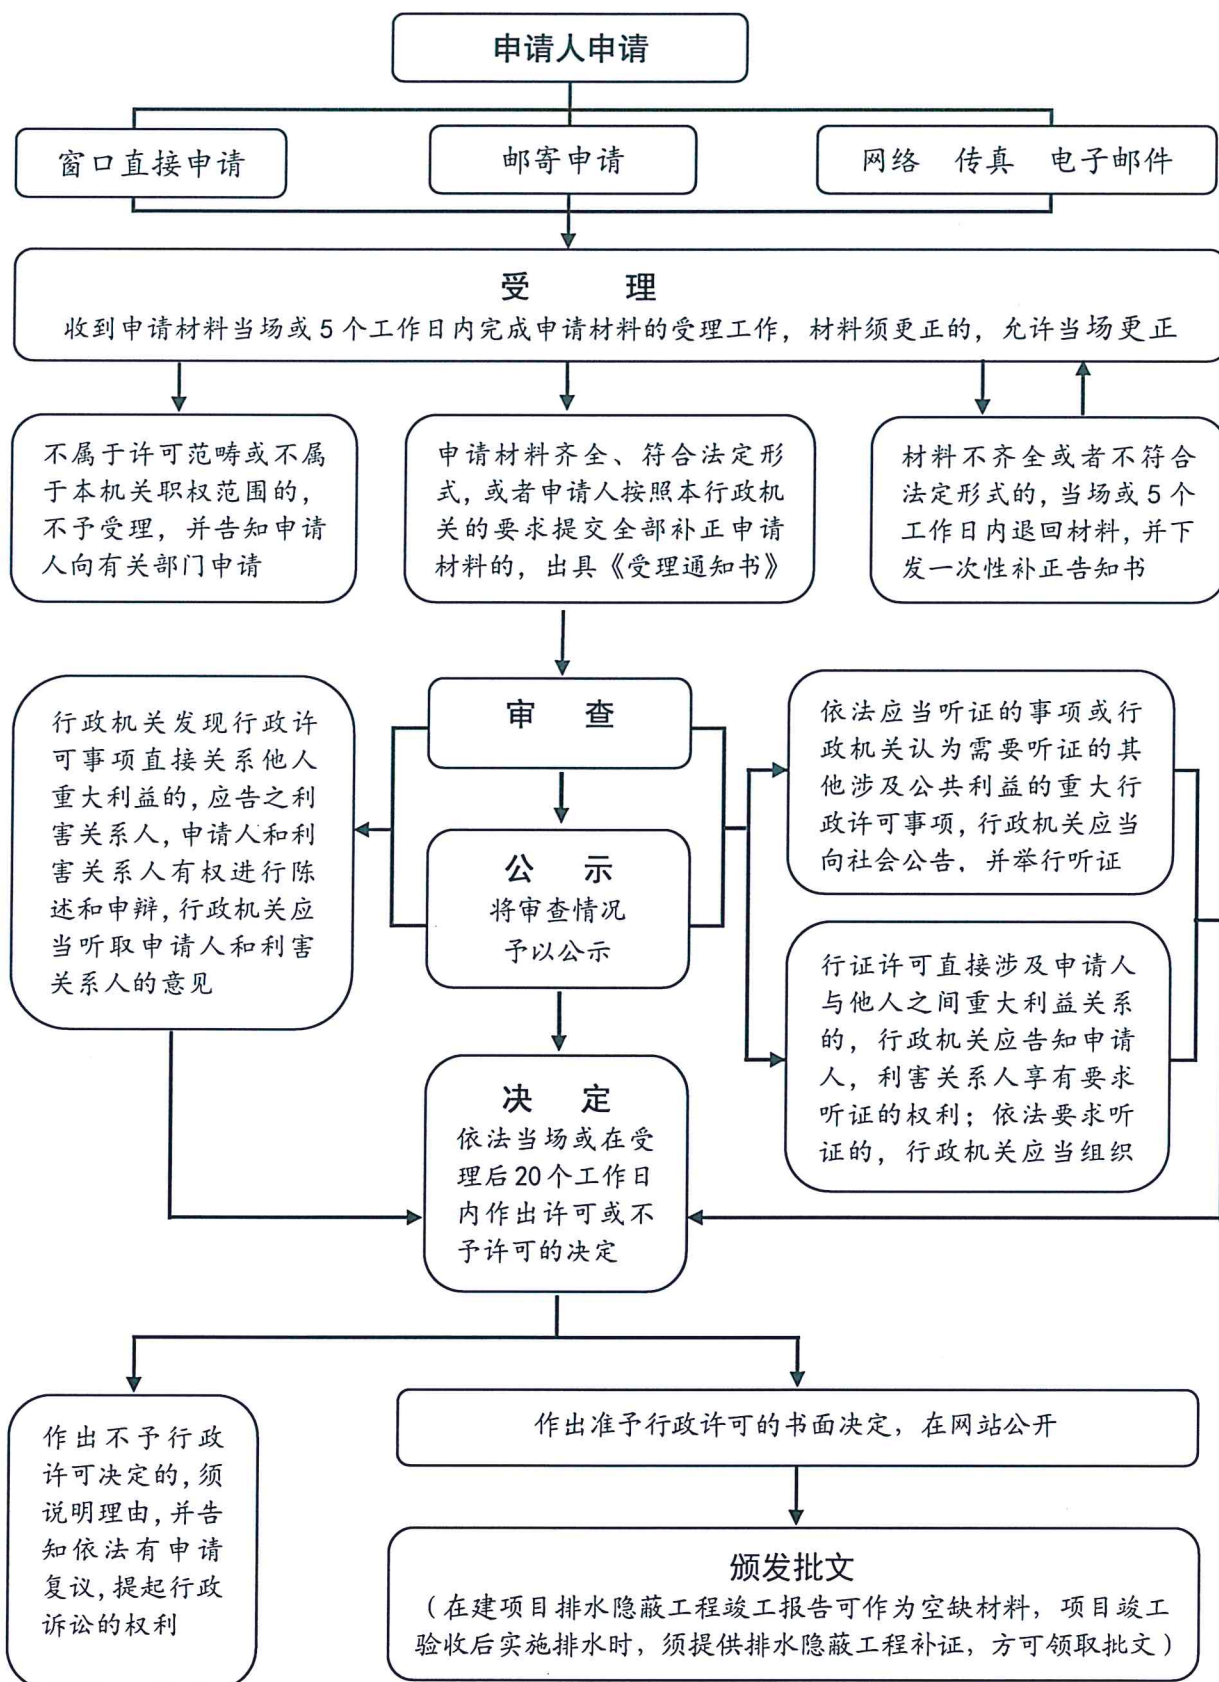 申请人申请
窗口直接申请
邮寄申请
网络 传真 电子邮件
受 理
收到申请材料当场或5个工作日内完成申请材料的受理工作，材料须更正的，允许当场更正
不属于许可范畴或不属
于本机关职权范围的，
不予受理，并告知申请
人向有关部门申请
申请材料齐全、符合法定形
式，或者申请人按照本行政机
关的要求提交全部补正申请
材料的，出具《受理通知书》
材料不齐全或者不符合
法定形式的，当场或5个
工作日内退回材料，并下
发一次性补正告知书
行政机关发现行政许
可事项直接关系他人
重大利益的，应告之利
害关系人，申请人和利
害关系人有权进行陈
述和申辩，行政机关应
当听取申请人和利害
关系人的意见
审 查
公 示
将审查情况
予以公示
依法应当听证的事项或行
政机关认为需要听证的其
他涉及公共利益的重大行
政许可事项，行政机关应当
向社会公告，并举行听证
行证许可直接涉及申请人
与他人之间重大利益关系
的，行政机关应告知申请
人，利害关系人享有要求
听证的权利；依法要求听
证的，行政机关应当组织
决 定
依法当场或在受
理后20个工作日
内作出许可或不
予许可的决定
作出不予行政
许可决定的，须
说明理由，并告
知依法有申请
复议，提起行政
诉讼的权利
作出准予行政许可的书面决定，在网站公开
颁发批文
（在建项目排水隐蔽工程竣工报告可作为空缺材料，项目竣工
验收后实施排水时，须提供排水隐蔽工程补证，方可领取批文）